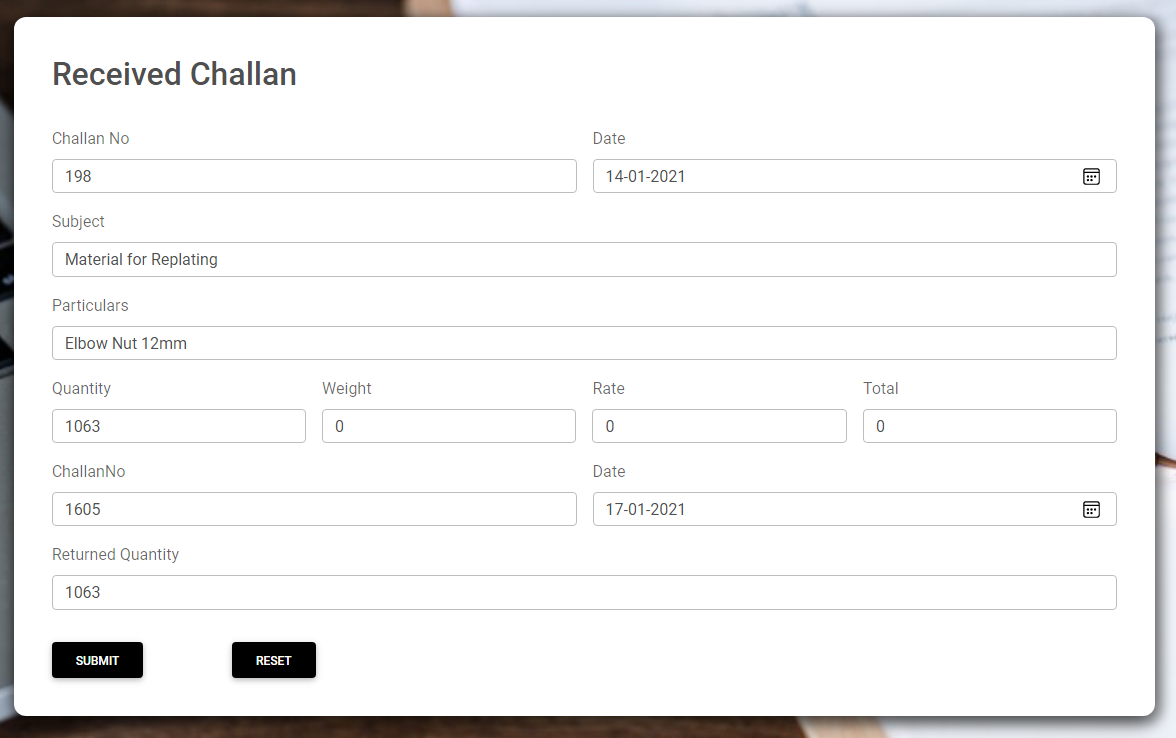 Received Challan
Challan No Date
198 14-01-2021
Subject
Material for Replating
Particulars
Elbow Nut 12mm
Quantity Weight Rate Total
1063 0 0 0
ChallanNo Date
1605 17-01-2021
Returned Quantity
1063
SUBMIT RESET